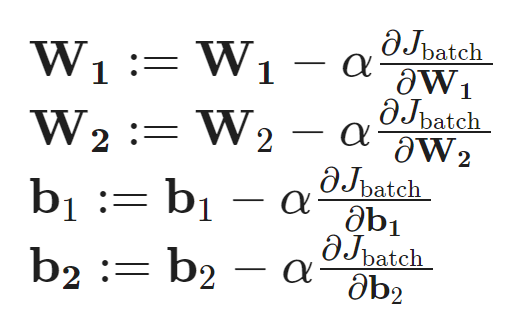 W₁ := W₁ − α ∂J_batch/∂W₁
W₂ := W₂ − α ∂J_batch/∂W₂
b₁ := b₁ − α ∂J_batch/∂b₁
b₂ := b₂ − α ∂J_batch/∂b₂